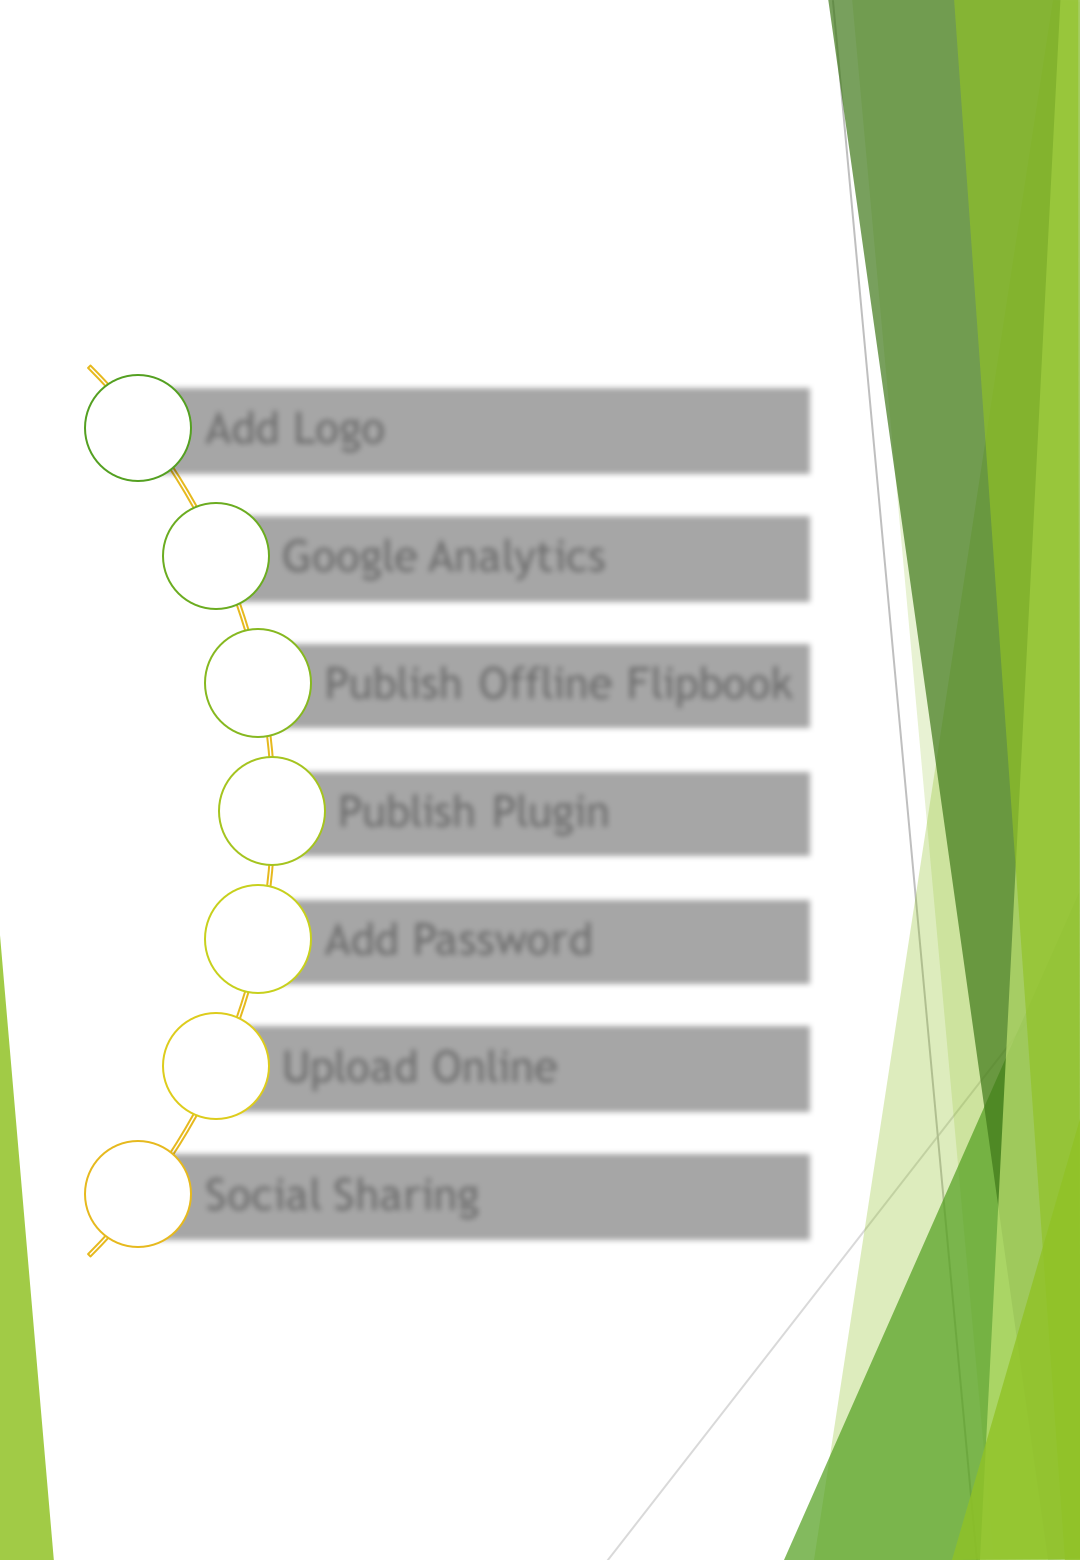 Add Logo
Google Analytics
Publish Offline Flipbook
Publish Plugin
Add Password
Upload Online
Social Sharing